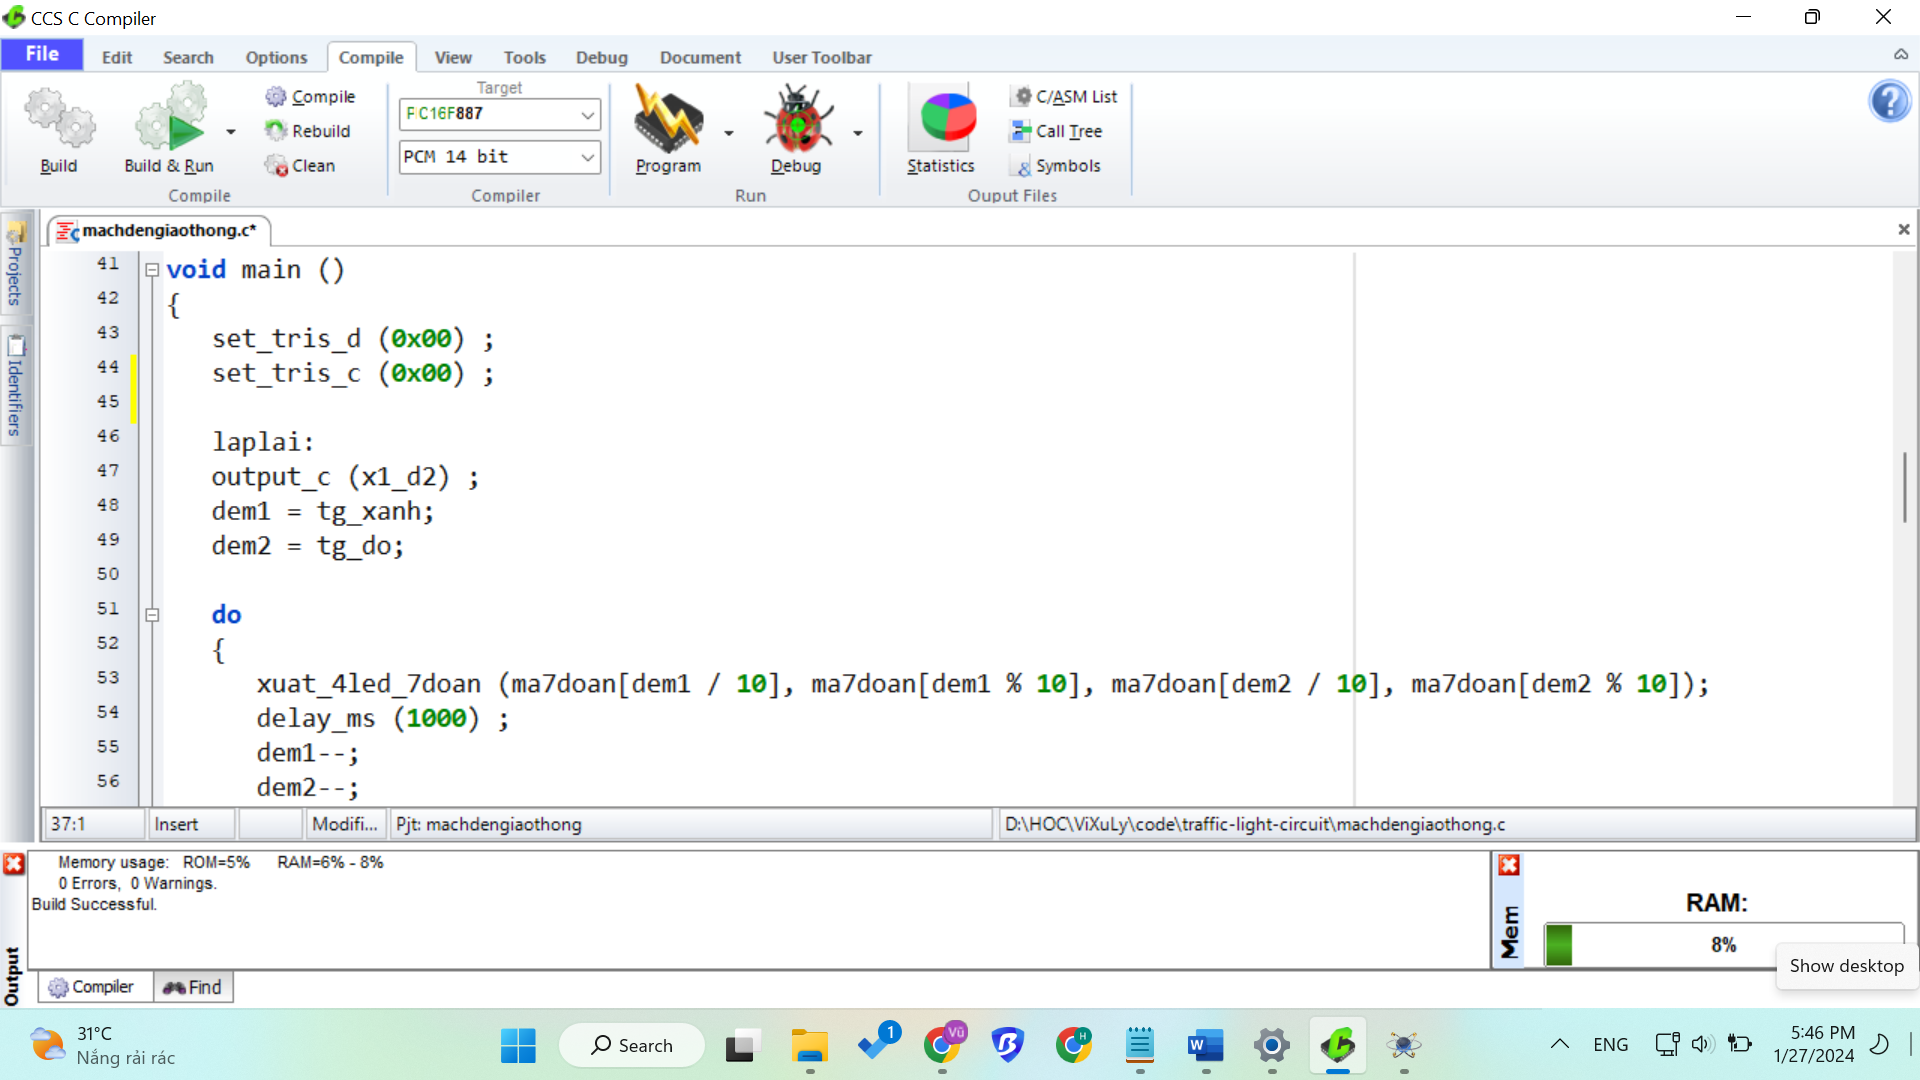 CCS C Compiler
File Edit Search Options Compile View Tools Debug Document User Toolbar
Build
Build & Run
Compile
Rebuild
Clean
Compile
Target
PIC16F887
PCM 14 bit
Compiler
Program
Debug
Run
Statistics
C/ASM List
Call Tree
Symbols
Ouput Files
Projects
Identifiers
machdengiaothong.c*
41 void main ()
42 {
43 set_tris_d (0x00) ;
44 set_tris_c (0x00) ;
45
46 laplai:
47 output_c (x1_d2) ;
48 dem1 = tg_xanh;
49 dem2 = tg_do;
50
51 do
52 {
53 xuat_4led_7doan (ma7doan[dem1 / 10], ma7doan[dem1 % 10], ma7doan[dem2 / 10], ma7doan[dem2 % 10]);
54 delay_ms (1000) ;
55 dem1--;
56 dem2--;
37:1 Insert Modifi... Pjt: machdengiaothong D:\HOC\ViXuLy\code\traffic-light-circuit\machdengiaothong.c
Memory usage: ROM=5% RAM=6% - 8%
0 Errors, 0 Warnings.
Build Successful.
Output
Compiler Find
Mem
RAM:
8%
Show desktop
31°C
Nắng rải rác
Search
1
Vũ
H
ENG
5:46 PM
1/27/2024